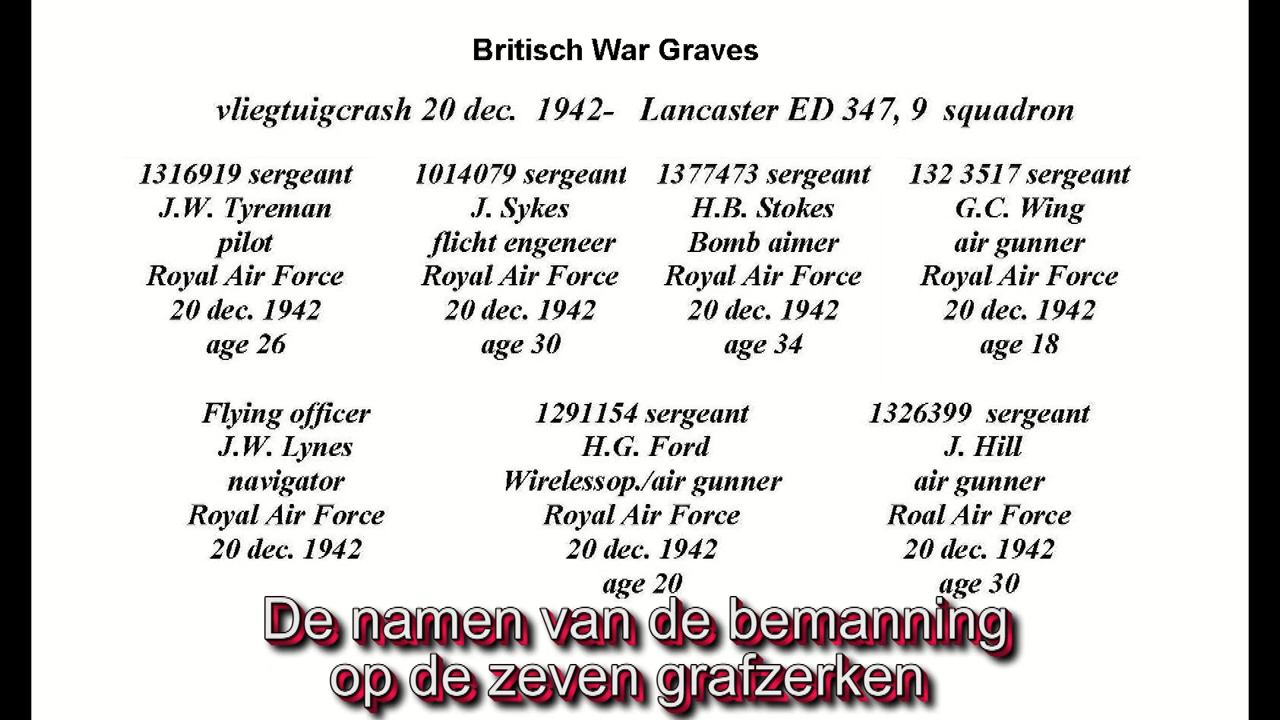 Britisch War Graves
vliegtuigcrash 20 dec. 1942- Lancaster ED 347, 9 squadron
1316919 sergeant
J.W. Tyreman
pilot
Royal Air Force
20 dec. 1942
age 26
1014079 sergeant
J. Sykes
flicht engeneer
Royal Air Force
20 dec. 1942
age 30
1377473 sergeant
H.B. Stokes
Bomb aimer
Royal Air Force
20 dec. 1942
age 34
132 3517 sergeant
G.C. Wing
air gunner
Royal Air Force
20 dec. 1942
age 18
Flying officer
J.W. Lynes
navigator
Royal Air Force
20 dec. 1942
1291154 sergeant
H.G. Ford
Wirelessop./air gunner
Royal Air Force
20 dec. 1942
age 20
1326399 sergeant
J. Hill
air gunner
Roal Air Force
20 dec. 1942
age 30
De namen van de bemanning
op de zeven grafzerken